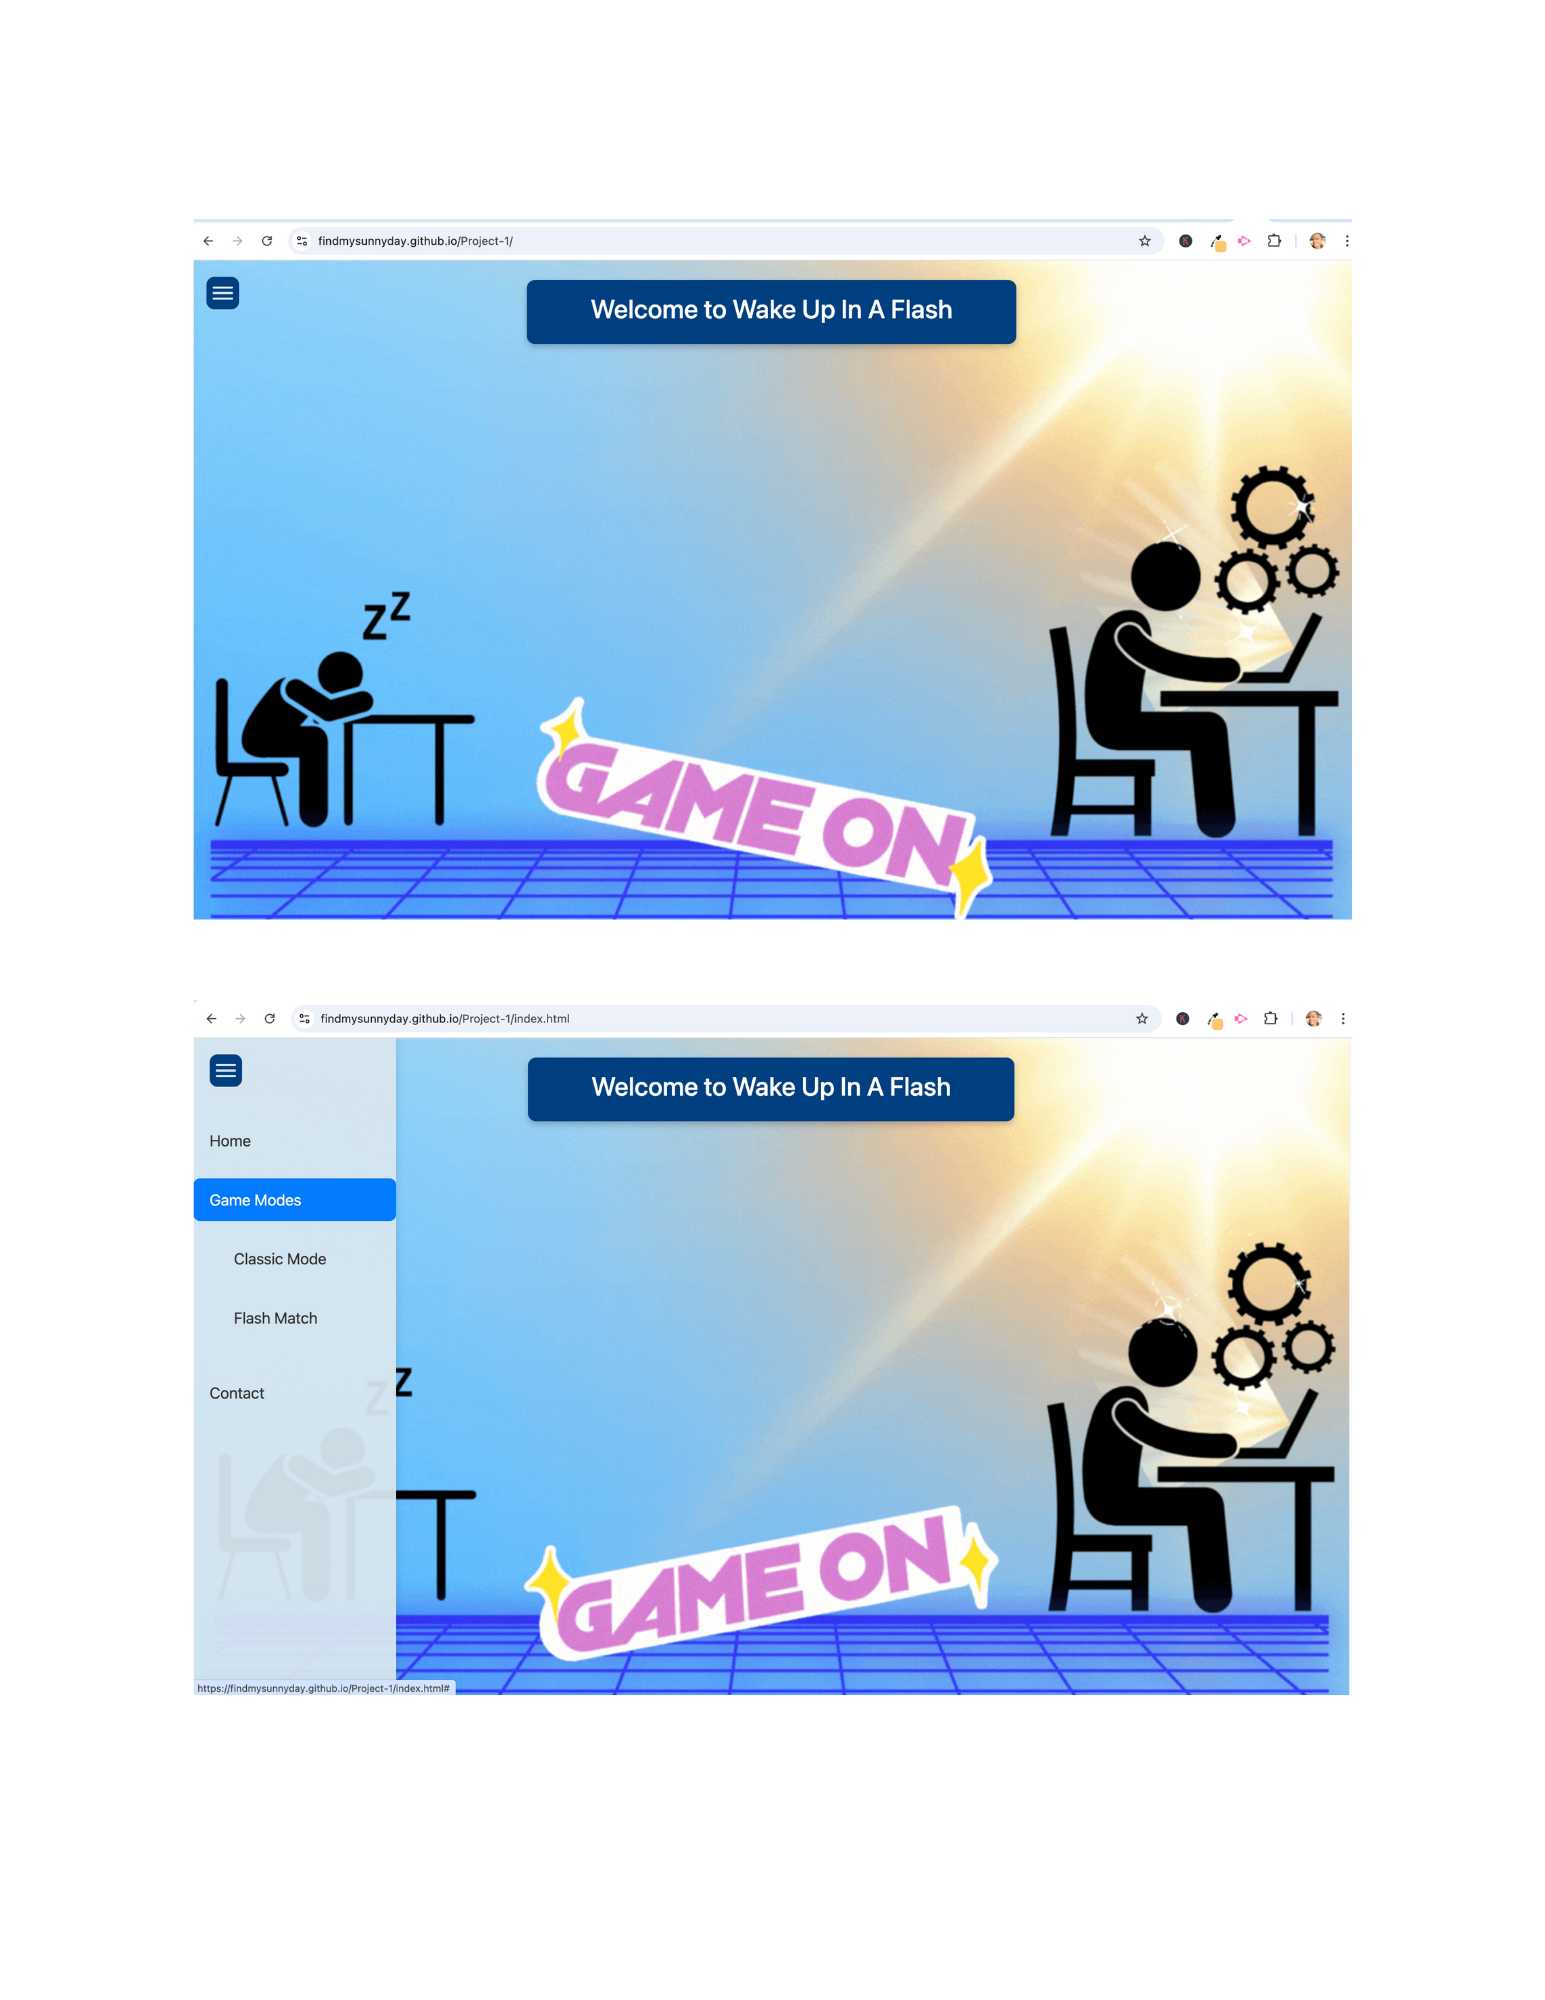 findmysunnyday.github.io/Project-1/
Welcome to Wake Up In A Flash
Z Z
GAME ON
findmysunnyday.github.io/Project-1/index.html
Welcome to Wake Up In A Flash
Home
Game Modes
Classic Mode
Flash Match
Contact
Z Z
GAME ON
https://findmysunnyday.github.io/Project-1/index.html#